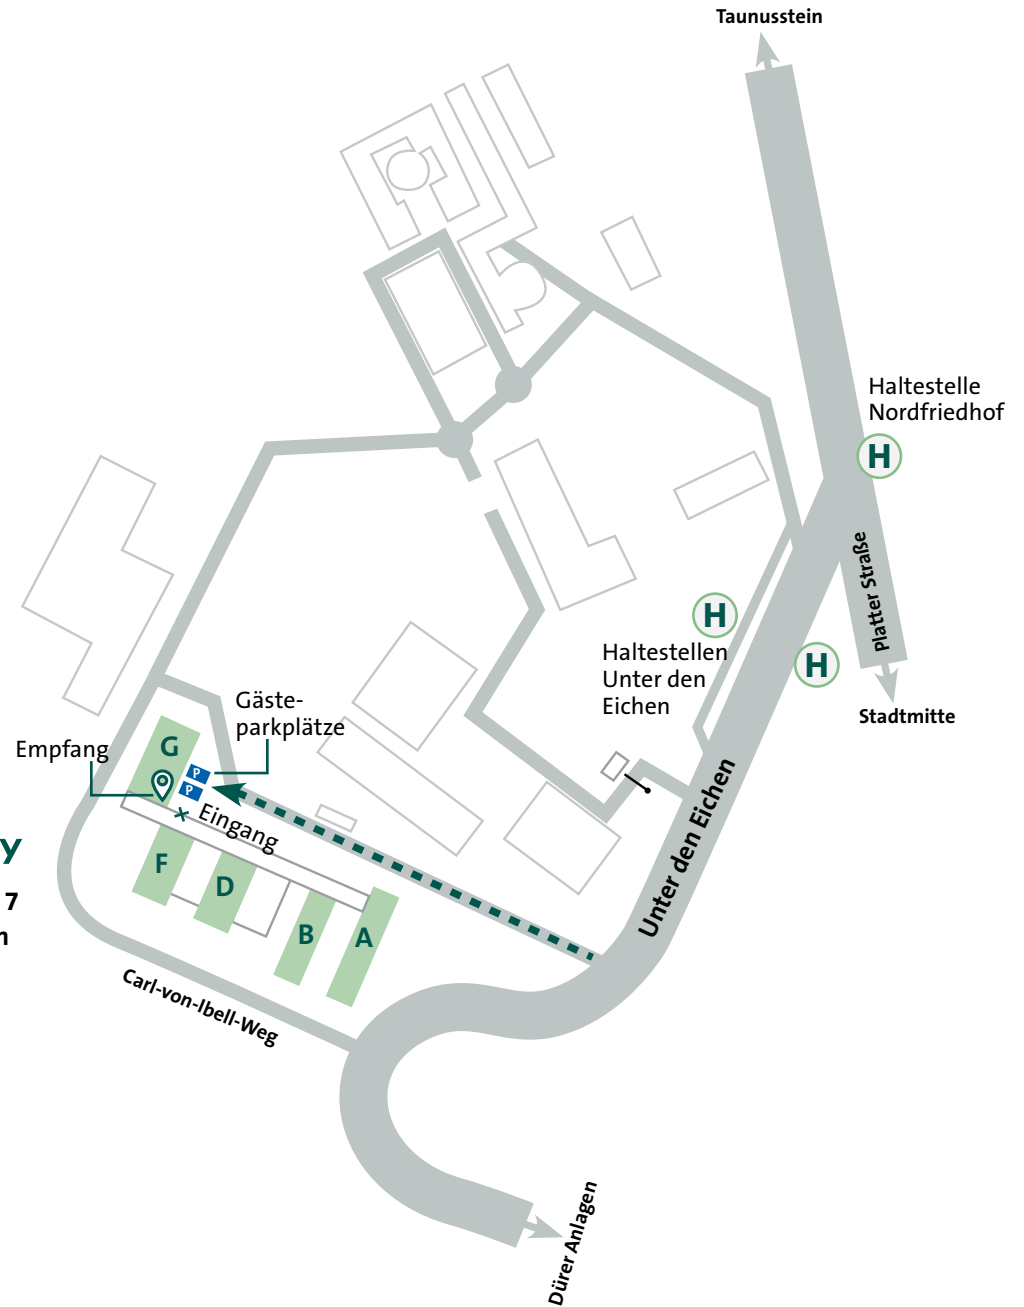 Taunusstein
Haltestelle
Nordfriedhof
H
Platter Straße
H
Haltestellen
Unter den
Eichen
H
Stadtmitte
Gäste-
parkplätze
Empfang
G
P
P
Eingang
Unter den Eichen
y
F
D
7
B
A
Carl-von-Ibell-Weg
Dürer Anlagen